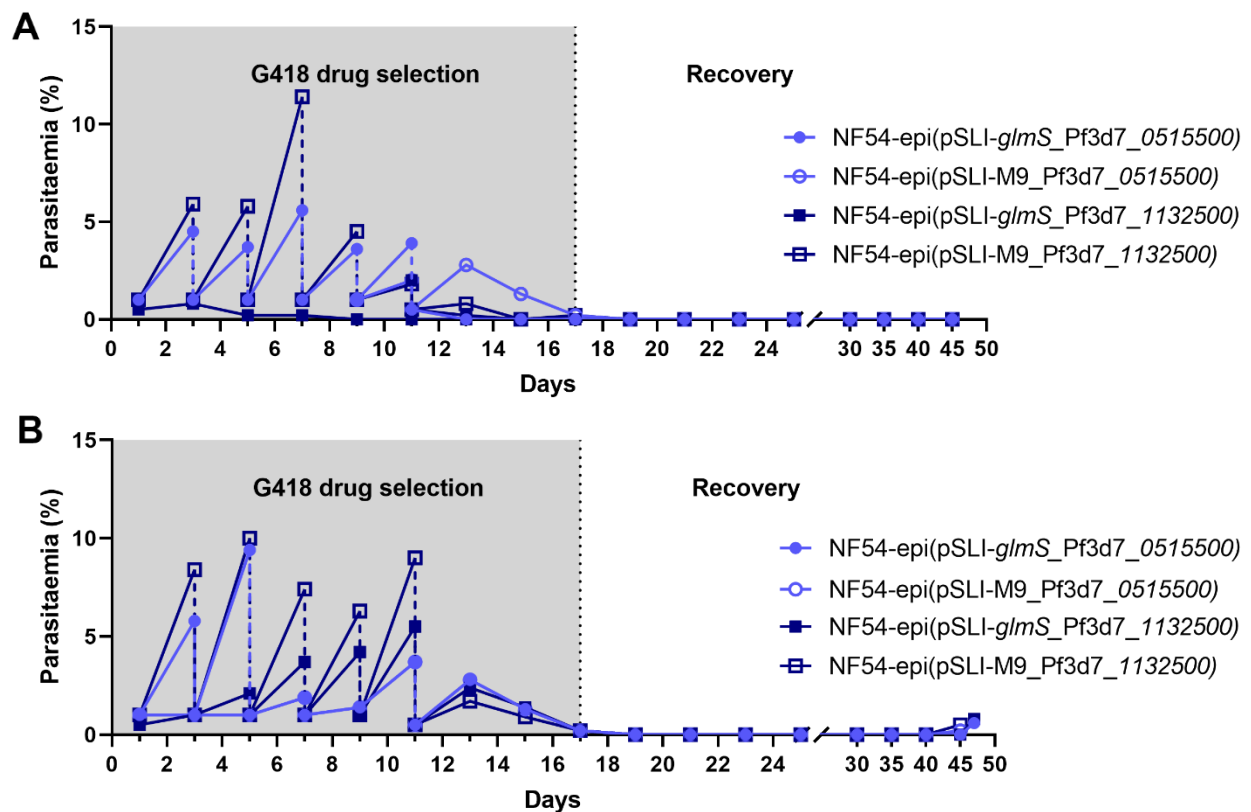 A
15
10
5
0
Parasitaemia (%)
G418 drug selection
Recovery
NF54-epi(pSLI-glmS_Pf3d7_0515500)
NF54-epi(pSLI-M9_Pf3d7_0515500)
NF54-epi(pSLI-glmS_Pf3d7_1132500)
NF54-epi(pSLI-M9_Pf3d7_1132500)
0 2 4 6 8 10 12 14 16 18 20 22 24 30 35 40 45 50
Days
B
15
10
5
0
Parasitaemia (%)
G418 drug selection
Recovery
NF54-epi(pSLI-glmS_Pf3d7_0515500)
NF54-epi(pSLI-M9_Pf3d7_0515500)
NF54-epi(pSLI-glmS_Pf3d7_1132500)
NF54-epi(pSLI-M9_Pf3d7_1132500)
0 2 4 6 8 10 12 14 16 18 20 22 24 30 35 40 45 50
Days